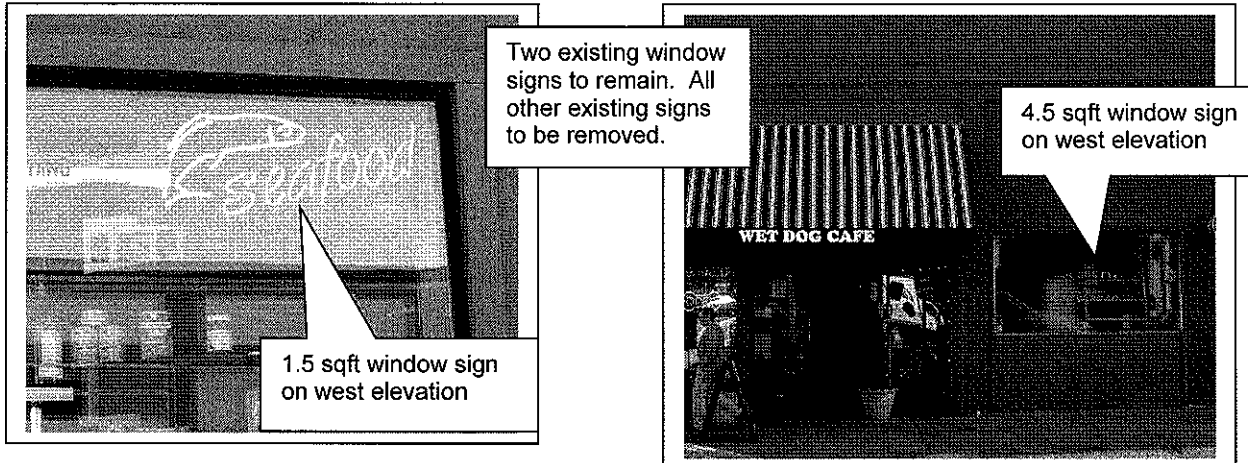 Two existing window
signs to remain. All
other existing signs
to be removed.
4.5 sqft window sign
on west elevation
Seafood
WET DOG CAFE
1.5 sqft window sign
on west elevation